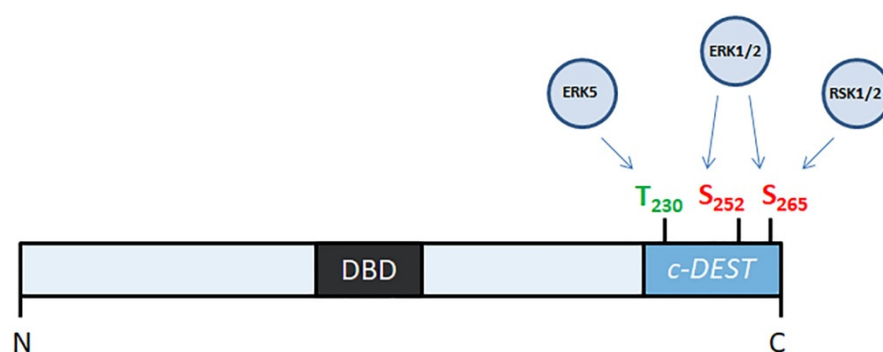 ERK1/2
ERK5
RSK1/2
T230 S252 S265
DBD
c-DEST
N
C